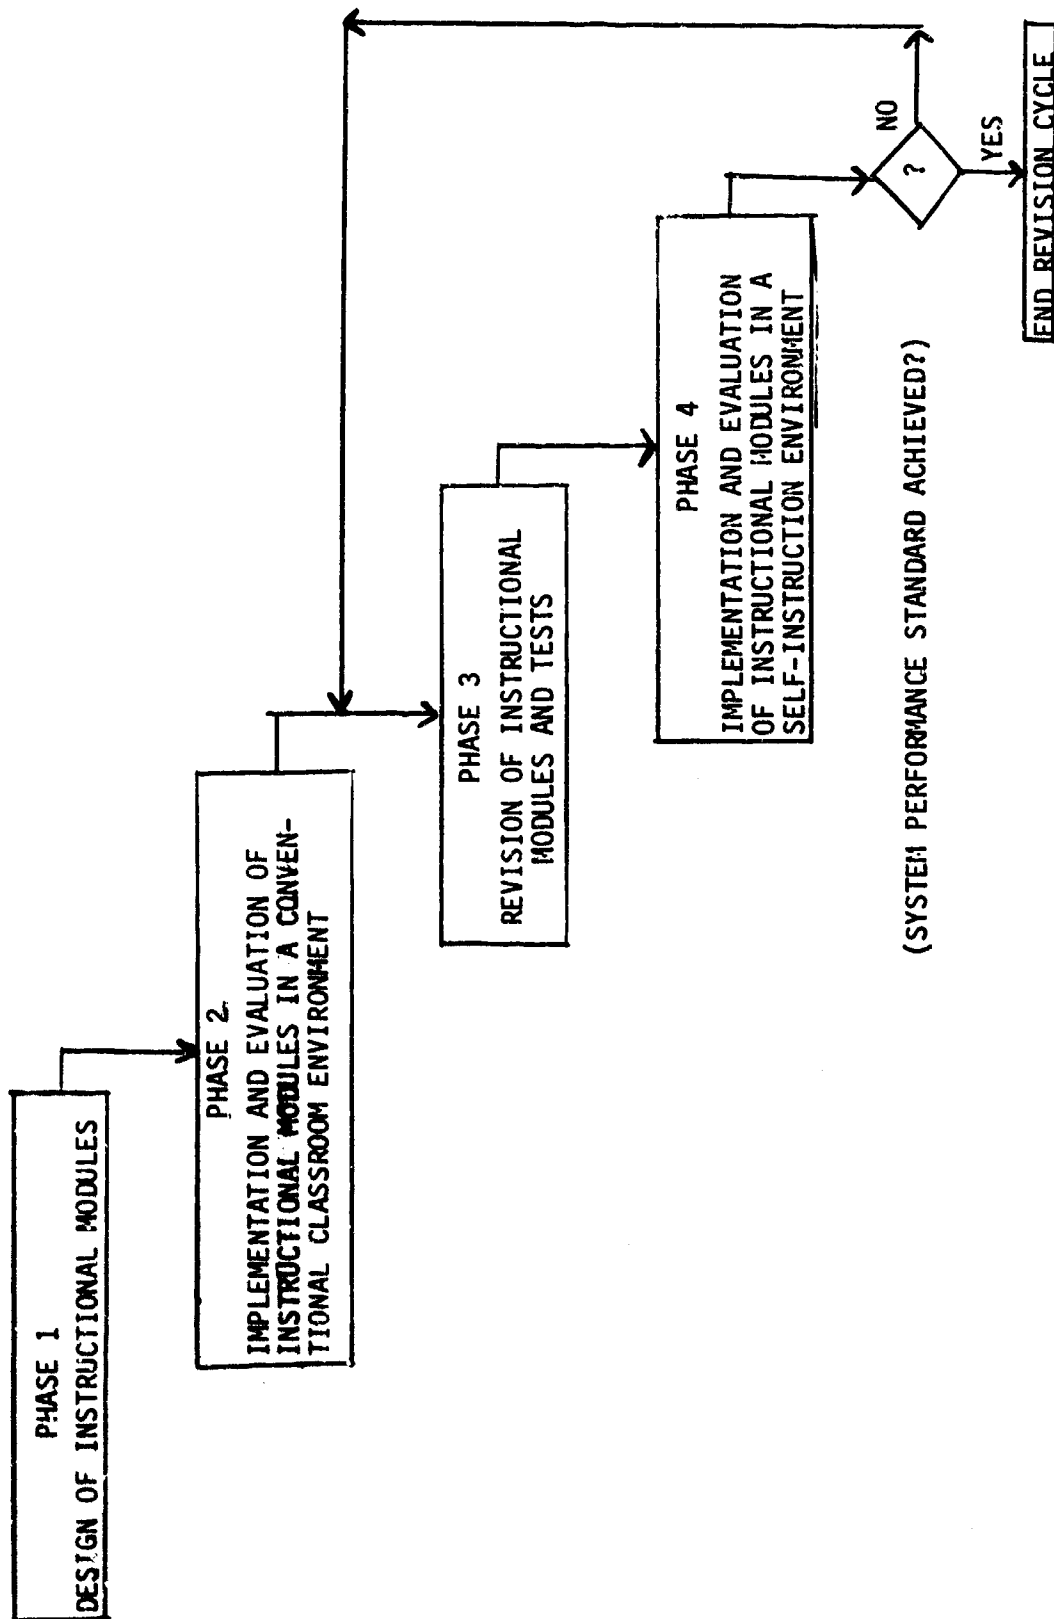 PHASE 1
DESIGN OF INSTRUCTIONAL MODULES
PHASE 2
IMPLEMENTATION AND EVALUATION OF
INSTRUCTIONAL MODULES IN A CONVEN-
TIONAL CLASSROOM ENVIRONMENT
PHASE 3
REVISION OF INSTRUCTIONAL
MODULES AND TESTS
PHASE 4
IMPLEMENTATION AND EVALUATION
OF INSTRUCTIONAL MODULES IN A
SELF-INSTRUCTION ENVIRONMENT
(SYSTEM PERFORMANCE STANDARD ACHIEVED?)
?
NO
YES
END REVISION CYCLE